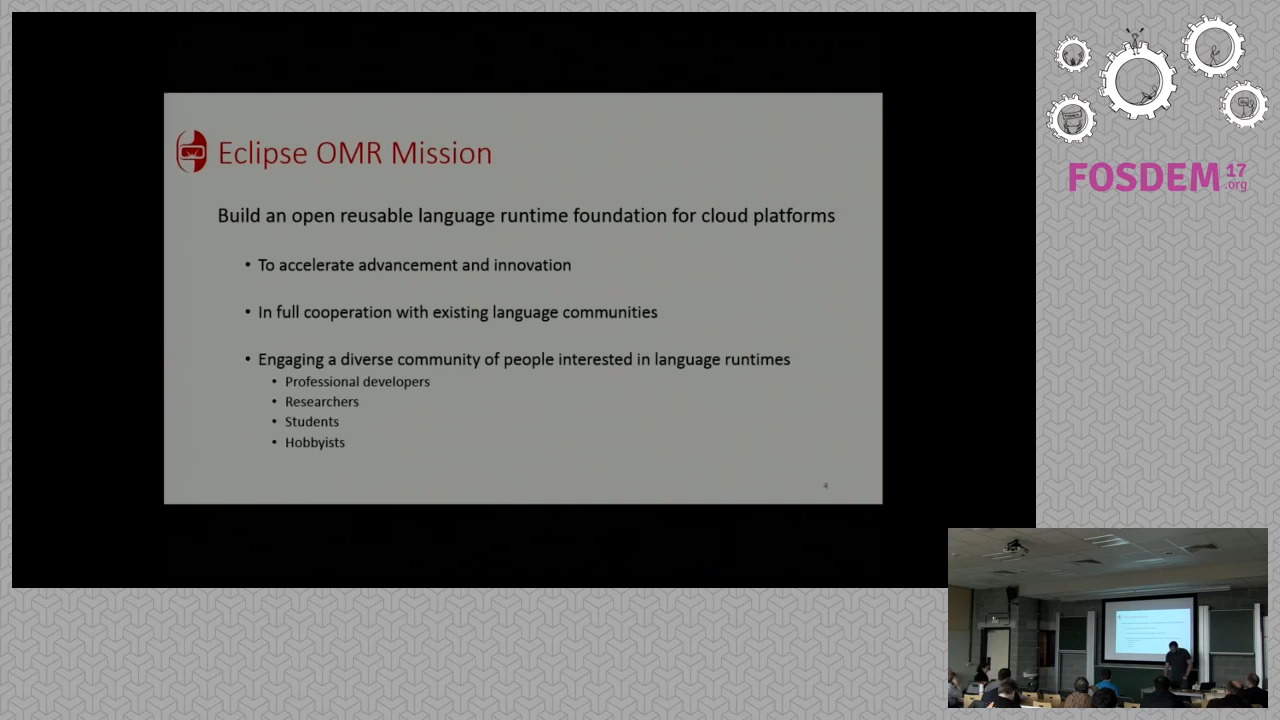 Eclipse OMR Mission
Build an open reusable language runtime foundation for cloud platforms
• To accelerate advancement and innovation
• In full cooperation with existing language communities
• Engaging a diverse community of people interested in language runtimes
• Professional developers
• Researchers
• Students
• Hobbyists
4
FOSDEM 17 .org